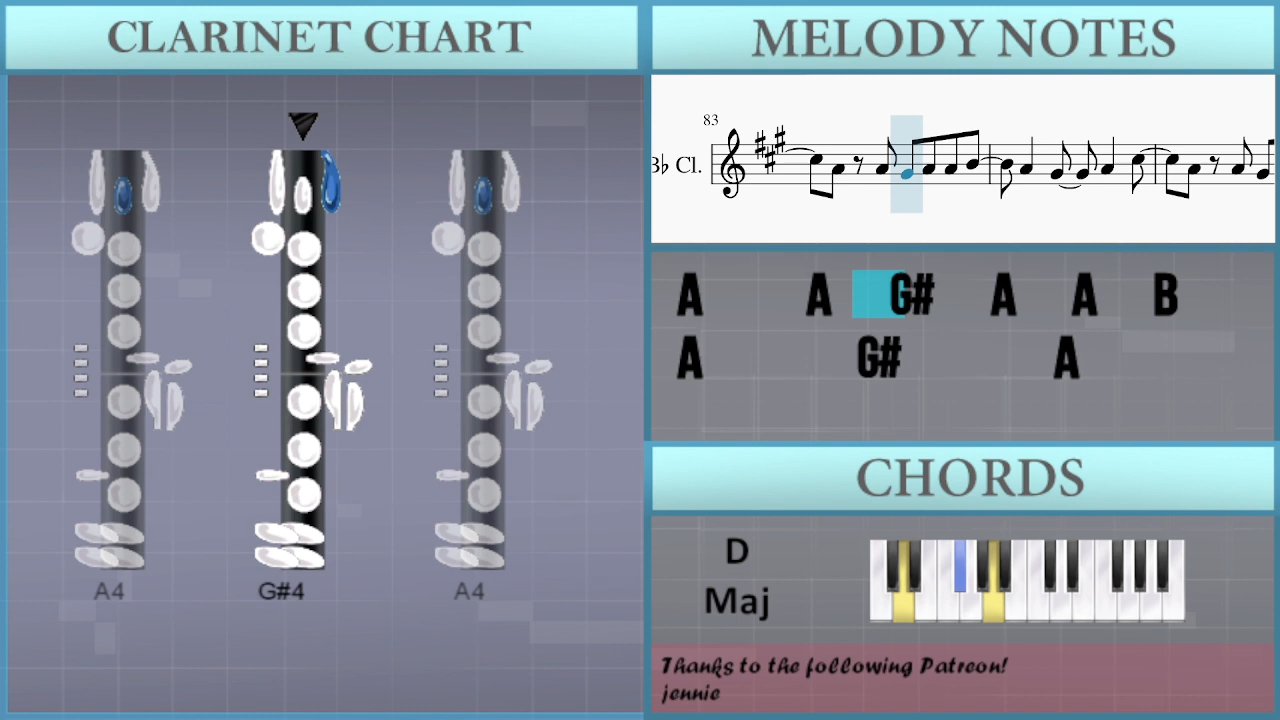 CLARINET CHART
A4 G#4 A4
MELODY NOTES
83
B♭ Cl.
A A G# A A B
A G# A
CHORDS
D
Maj
Thanks to the following Patreon!
jennie